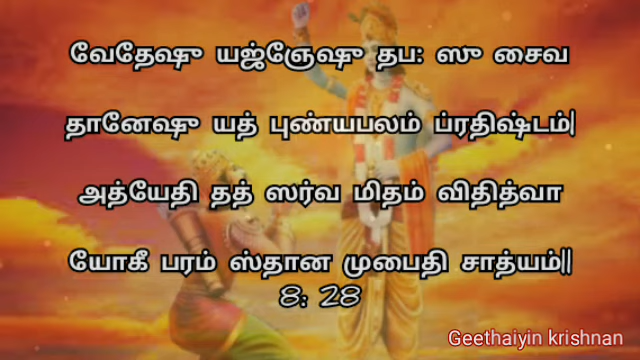 வேதேஷு யஜ்ஞேஷு தப: ஸு சைவ
தானேஷு யத் புண்யபலம் ப்ரதிஷ்டம்|
அத்யேதி தத் ஸர்வ மிதம் விதித்வா
யோகீ பரம் ஸ்தான முபைதி சாத்யம்||
8: 28
Geethaiyin krishnan